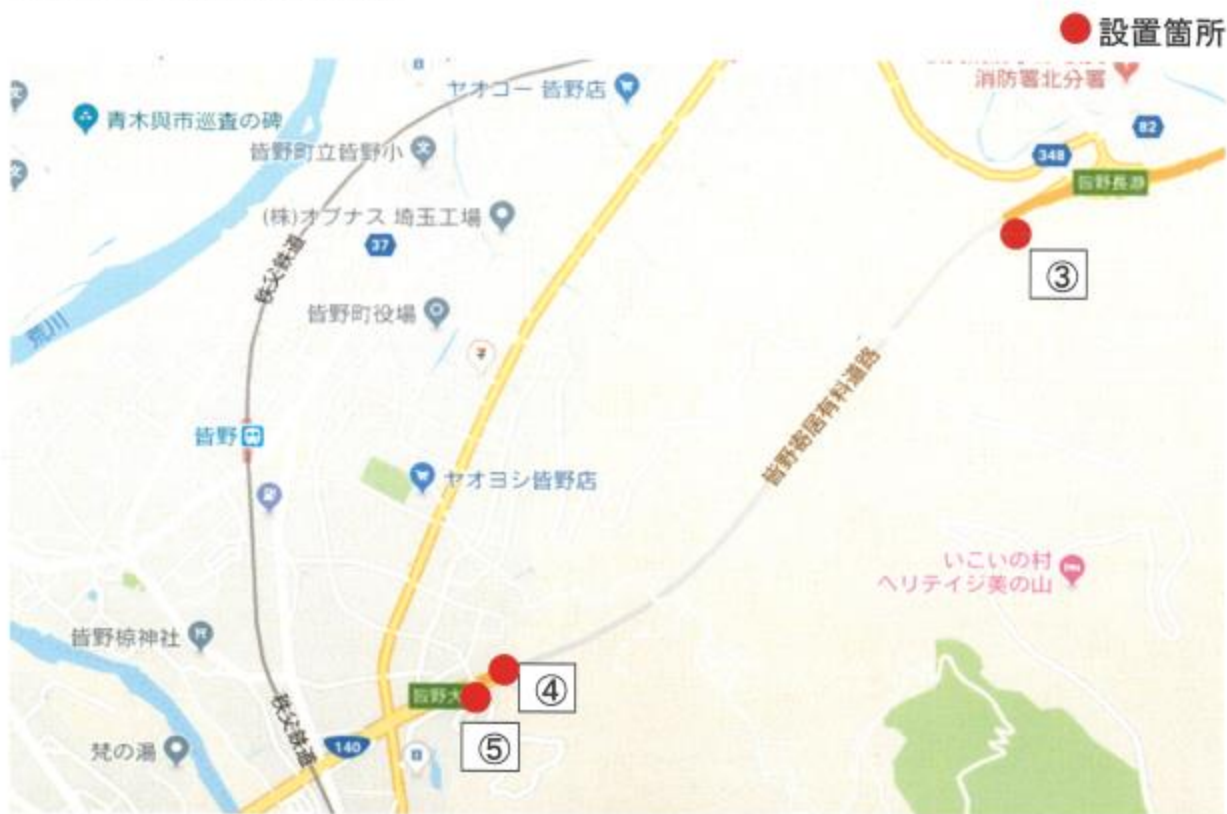 設置箇所
消防署北分署
ヤオコー 皆野店
青木與市巡査の碑
82
皆野町立皆野小
348
皆野長瀞
(株)オプナス 埼玉工場
37
秩父鉄道
③
皆野町役場
荒川
皆野寄居有料道路
皆野
ヤオヨシ皆野店
いこいの村
ヘリテイジ美の山
皆野椋神社
④
皆野大
秩父鉄道
⑤
140
梵の湯